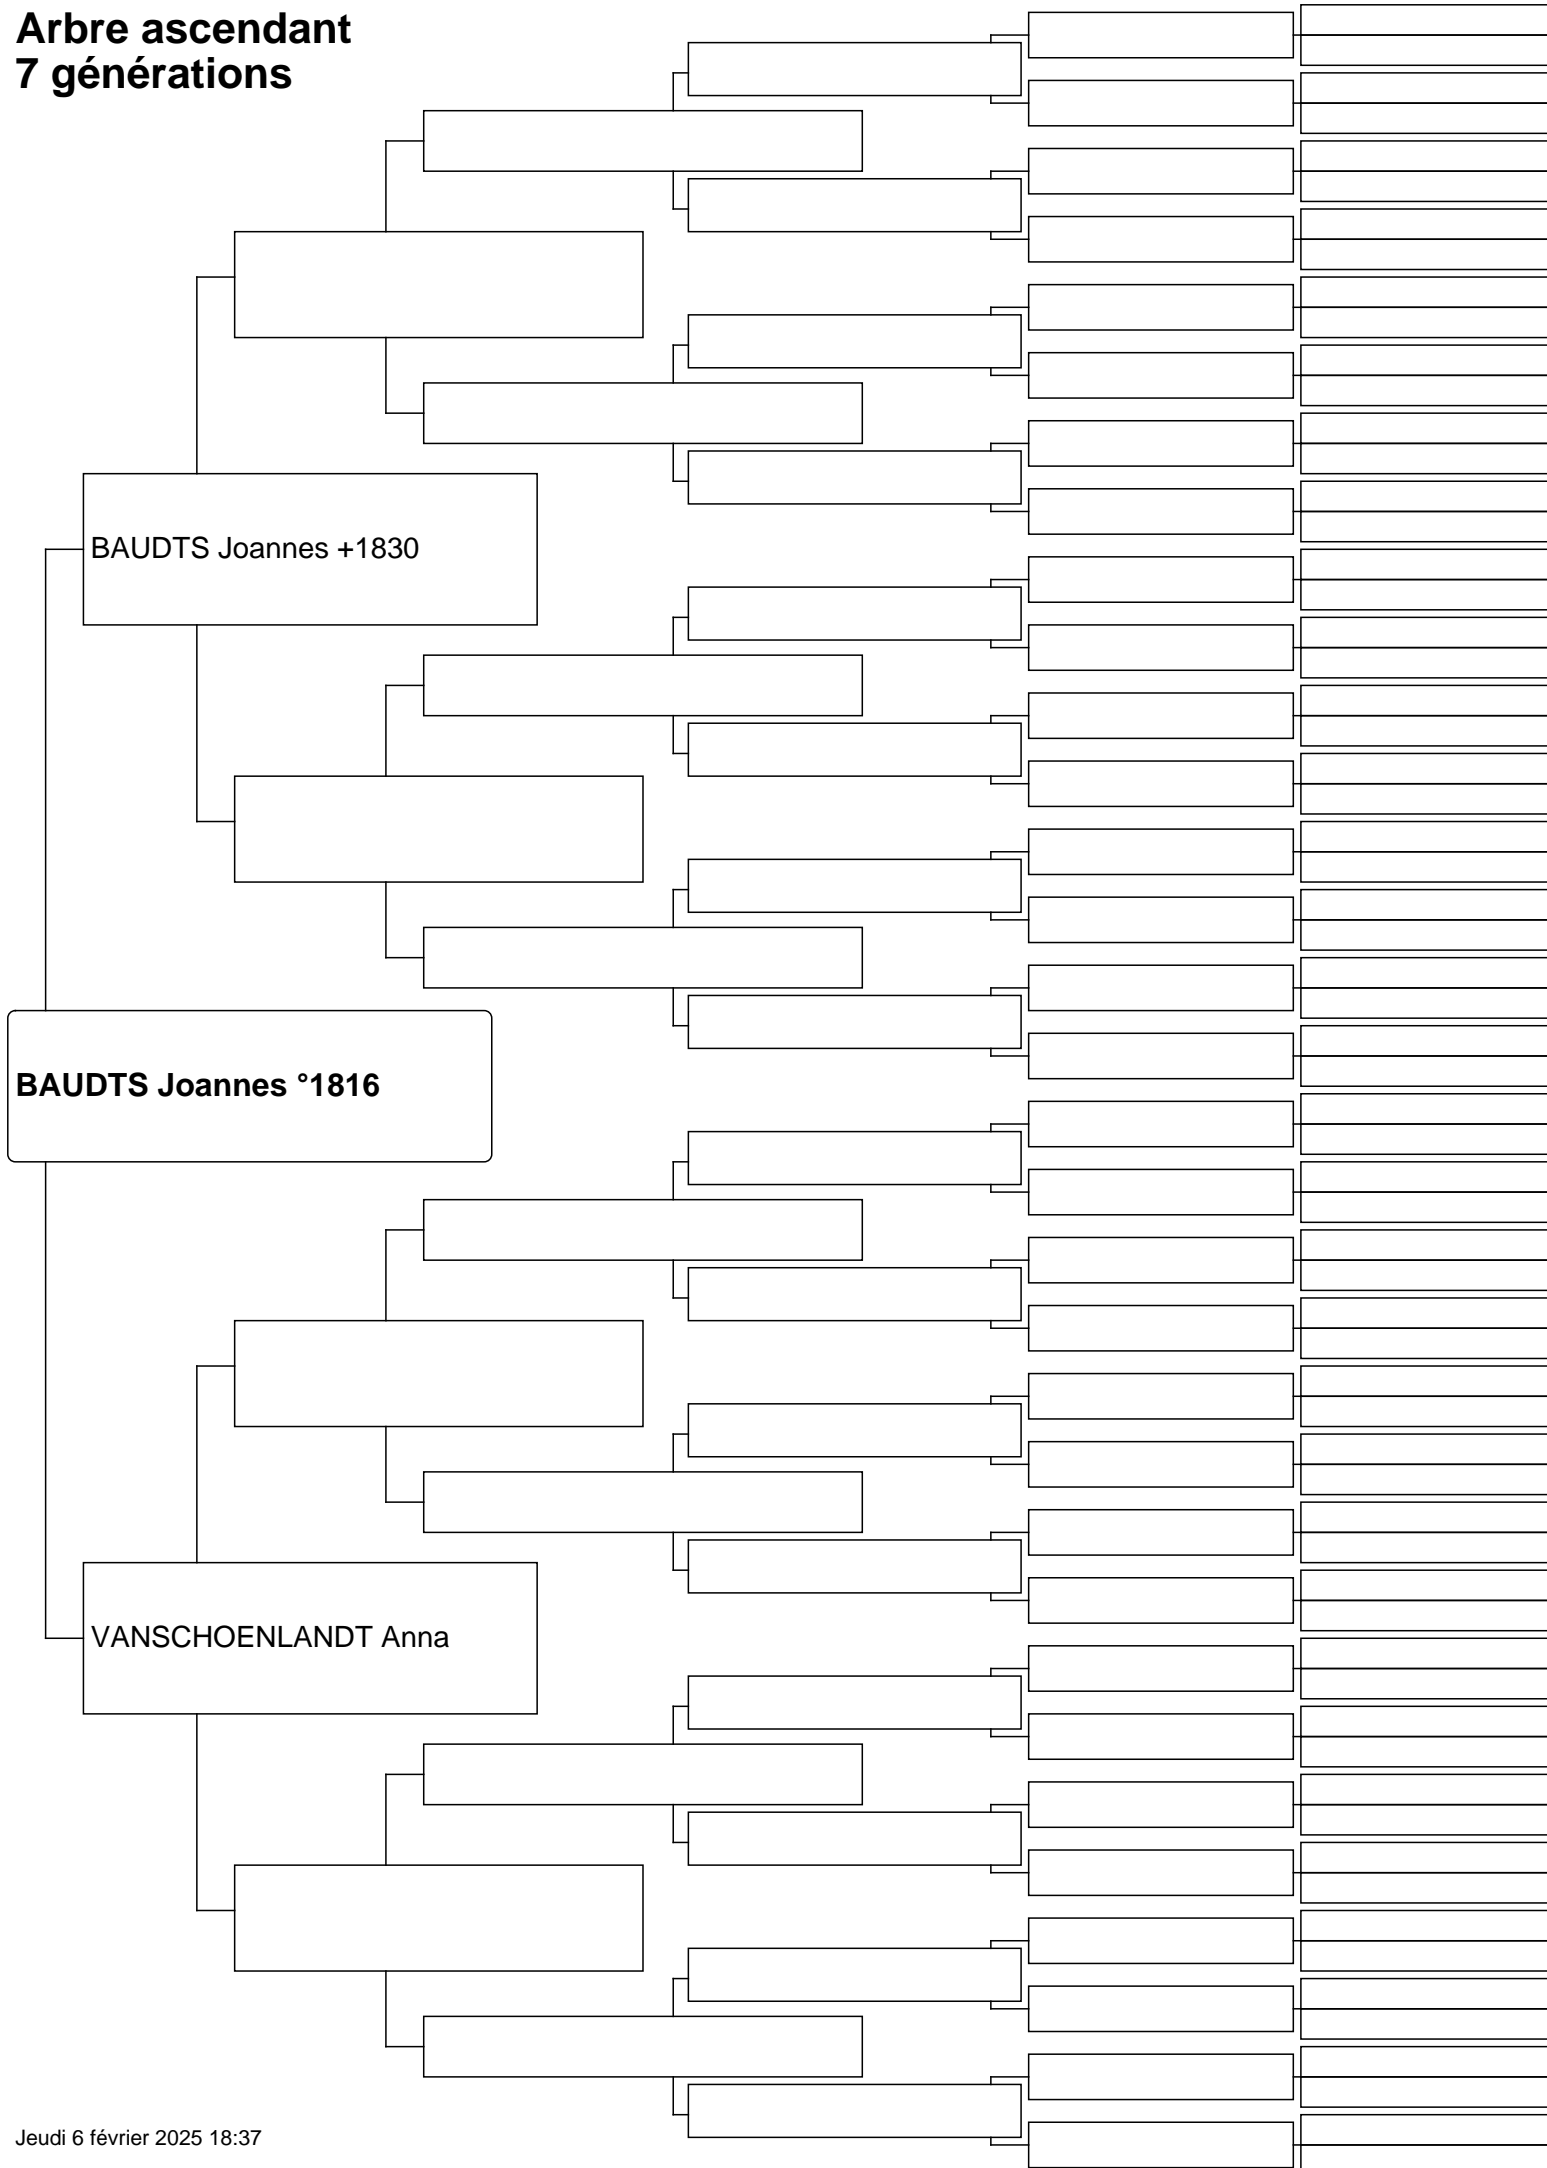 Arbre ascendant
7 générations
BAUDTS Joannes +1830
BAUDTS Joannes °1816
VANSCHOENLANDT Anna
Jeudi 6 février 2025 18:37